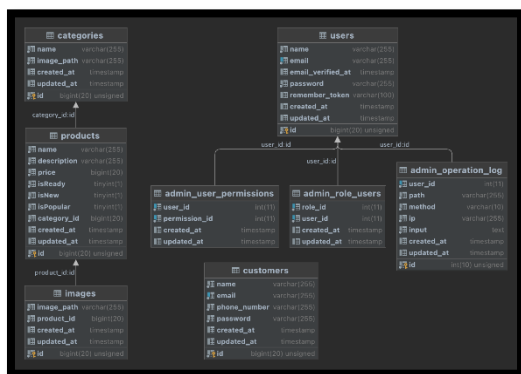 categories
name varchar(255)
image_path varchar(255)
created_at timestamp
updated_at timestamp
id bigint(20) unsigned
category_id:id
products
name varchar(255)
description varchar(255)
price bigint(20)
isReady tinyint(1)
isNew tinyint(1)
isPopular tinyint(1)
category_id bigint(20)
created_at timestamp
updated_at timestamp
id bigint(20) unsigned
product_id:id
images
image_path varchar(255)
product_id bigint(20)
created_at timestamp
updated_at timestamp
id bigint(20) unsigned
users
name varchar(255)
email varchar(255)
email_verified_at timestamp
password varchar(255)
remember_token varchar(100)
created_at timestamp
updated_at timestamp
id bigint(20) unsigned
user_id:id
user_id:id
user_id:id
admin_user_permissions
user_id int(11)
permission_id int(11)
created_at timestamp
updated_at timestamp
admin_role_users
role_id int(11)
user_id int(11)
created_at timestamp
updated_at timestamp
admin_operation_log
user_id int(11)
path varchar(255)
method varchar(10)
ip varchar(255)
input text
created_at timestamp
updated_at timestamp
id int(10) unsigned
customers
name varchar(255)
email varchar(255)
phone_number varchar(255)
password varchar(255)
created_at timestamp
updated_at timestamp
id bigint(20) unsigned